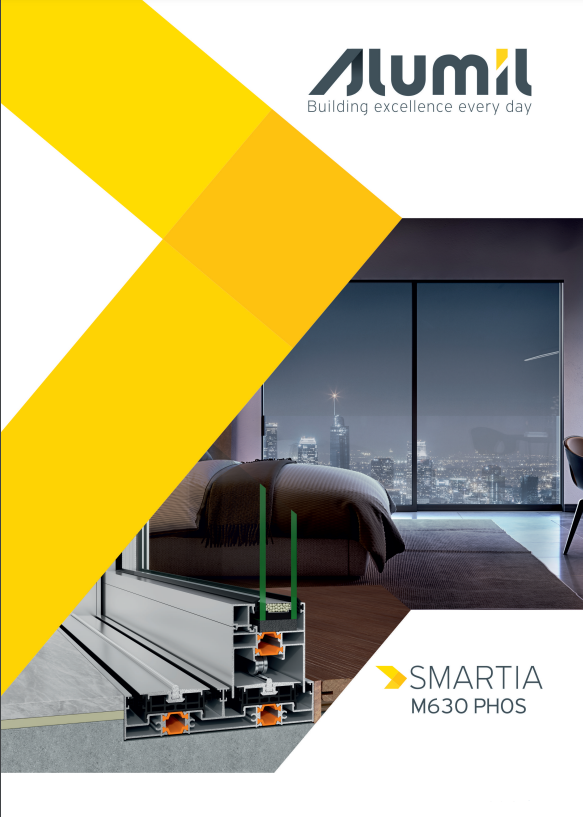 Alumil
Building excellence every day
SMARTIA
M630 PHOS